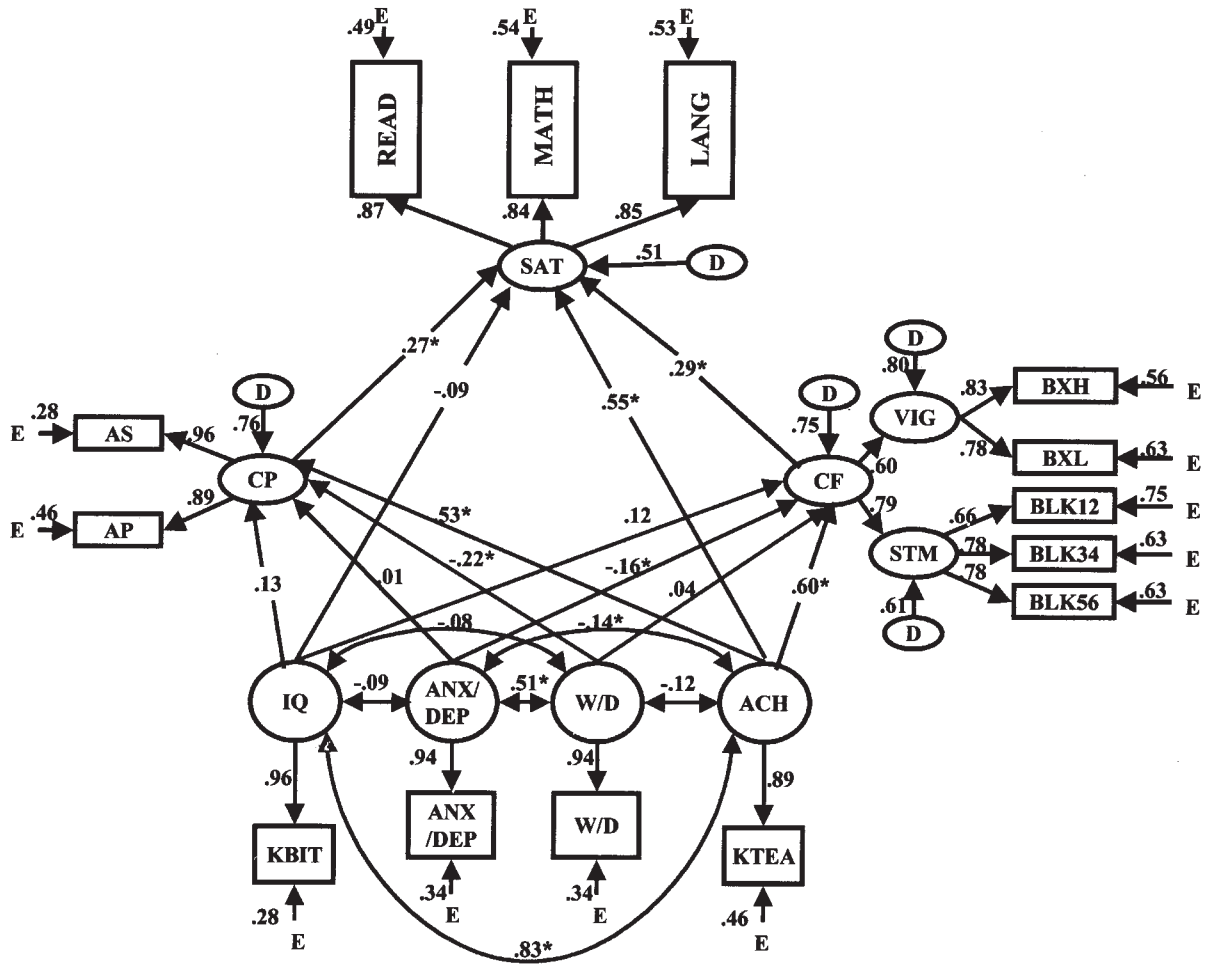 .49 E
.54 E
.53 E
READ
MATH
LANG
.87
.84
.85
SAT
.51
D
.27*
-.09
.55*
.29*
D
.80
VIG
.83
BXH
.56
E
.78
BXL
.63
E
D
.76
D
.75
.28
E
AS
.96
CP
CF
.60
.46
E
AP
.89
.79
.66
BLK12
.75
E
STM
.78
BLK34
.63
E
.78
BLK56
.63
E
.61
D
.13
.01
-.22*
.53*
.12
-.16*
.04
.60*
-.08
-.14*
IQ
-.09
ANX/
DEP
.51*
W/D
-.12
ACH
.96
.94
.94
.89
KBIT
ANX
/DEP
W/D
KTEA
.28
E
.34
E
.34
E
.46
E
.83*